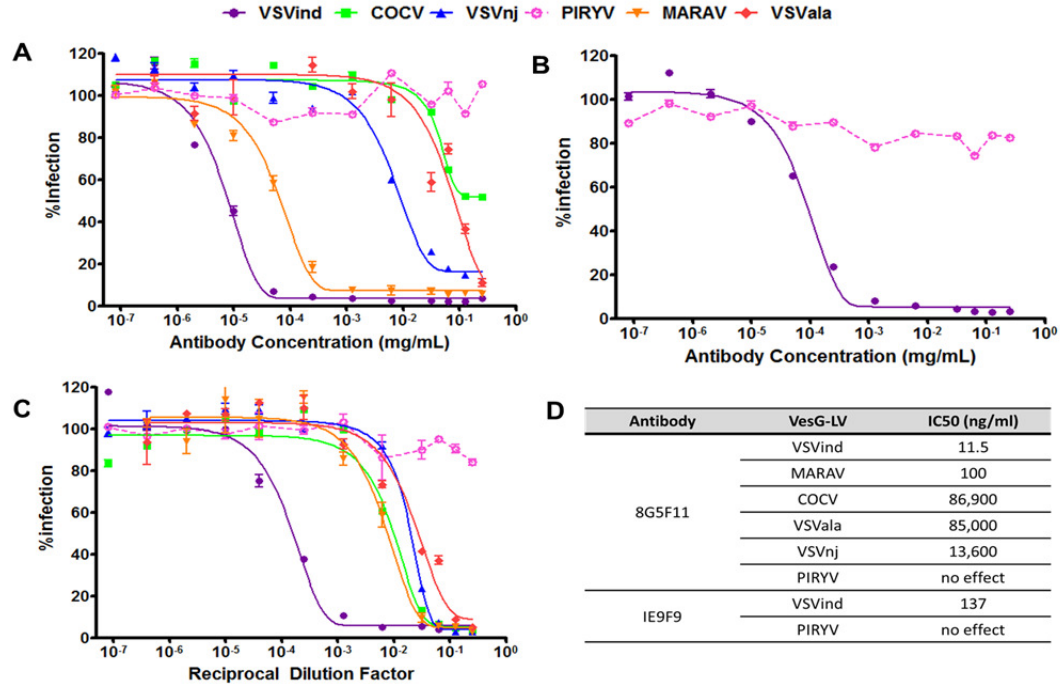 VSVind COCV VSVnj PIRYV MARAV VSVala
A
120
100
80
60
40
20
0
%Infection
10-7 10-6 10-5 10-4 10-3 10-2 10-1 100
Antibody Concentration (mg/mL)
B
120
100
80
60
40
20
0
%infection
10-7 10-6 10-5 10-4 10-3 10-2 10-1 100
Antibody Concentration (mg/mL)
C
120
100
80
60
40
20
0
%infection
10-7 10-6 10-5 10-4 10-3 10-2 10-1 100
Reciprocal Dilution Factor
D
Antibody VesG-LV IC50 (ng/ml)
8G5F11
VSVind 11.5
MARAV 100
COCV 86,900
VSVala 85,000
VSVnj 13,600
PIRYV no effect
IE9F9
VSVind 137
PIRYV no effect